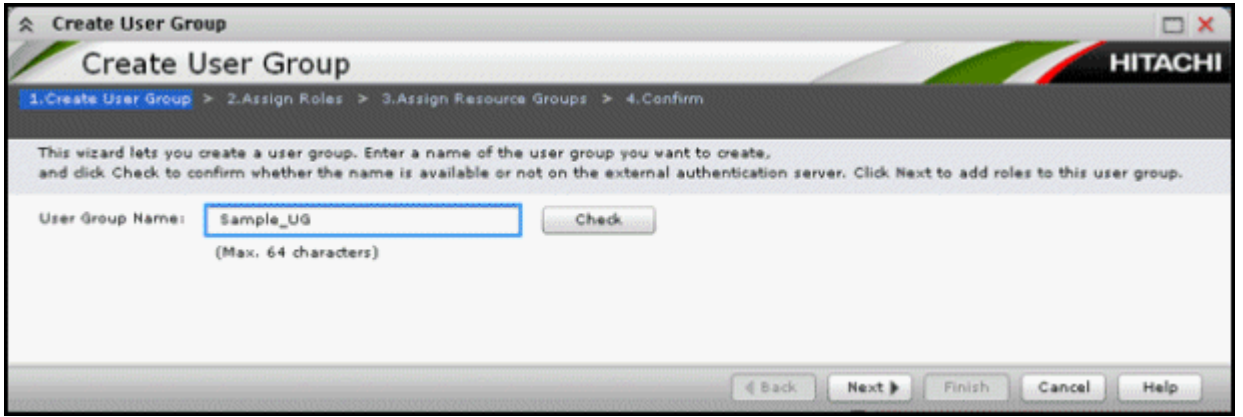 Create User Group
Create User Group
HITACHI
1.Create User Group > 2.Assign Roles > 3.Assign Resource Groups > 4.Confirm
This wizard lets you create a user group. Enter a name of the user group you want to create,
and click Check to confirm whether the name is available or not on the external authentication server. Click Next to add roles to this user group.
User Group Name: Sample_UG Check
(Max. 64 characters)
Back Next Finish Cancel Help